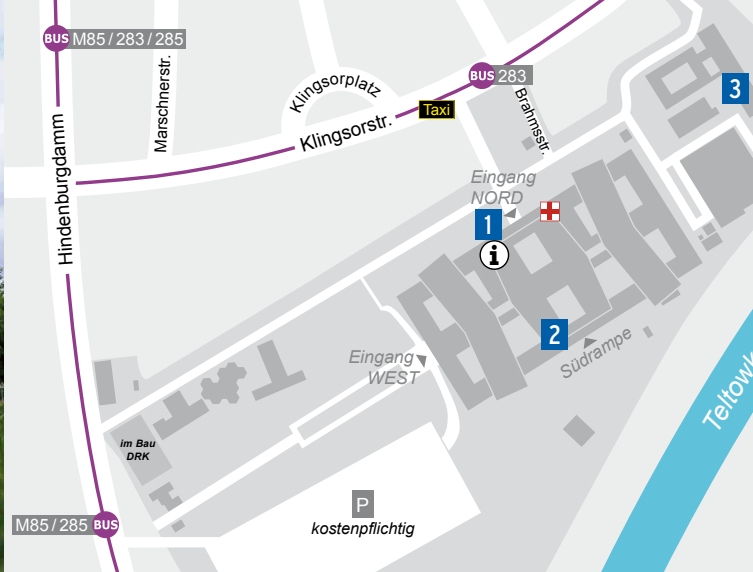 BUS M85 / 283 / 285
Marschnerstr.
Klingsorplatz
BUS 283
Taxi
Klingsorstr.
Brahmsstr.
3
Hindenburgdamm
Eingang
NORD
1
i
2
Südrampe
Eingang
WEST
im Bau
DRK
P
kostenpflichtig
M85 / 285 BUS
Teltowk